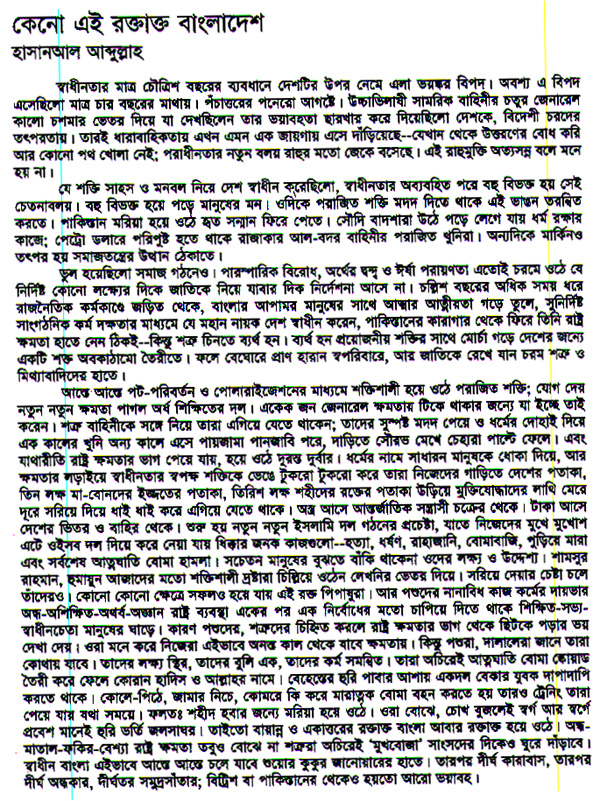 কেনো এই রক্তাক্ত বাংলাদেশ
হাসানআল আব্দুল্লাহ
স্বাধীনতার মাত্র চৌত্রিশ বছরের ব্যবধানে দেশটির উপর নেমে এলা ভয়ঙ্কর বিপদ। অবশ্য এ বিপদ
এসেছিলো মাত্র চার বছরের মাথায়। পঁচাত্তরের পনেরো আগষ্টে। উচ্চাভিলাষী সামরিক বাহিনীর চতুর জেনারেল
কালো চশমার ভেতর দিয়ে যা দেখছিলেন তার ভয়াবহতা ছারখার করে দিয়েছিলো দেশকে, বিদেশী চরদের
তৎপরতায়। তারই ধারাবাহিকতায় এখন এমন এক জায়গায় এসে দাঁড়িয়েছে--যেখান থেকে উত্তরণের বোধ করি
আর কোনো পথ খোলা নেই; পরাধীনতার নতুন বলয় রাহুর মতো জেকে বসেছে। এই রাহুমুক্তি অত্যাসন্ন বলে মনে
হয় না।
যে শক্তি সাহস ও মনবল নিয়ে দেশ স্বাধীন করেছিলো, স্বাধীনতার অব্যবহিত পরে বহু বিভক্ত হয় সেই
চেতনাবলয়। বহু বিভক্ত হয়ে পড়ে মানুষের মন। ওদিকে পরাজিত শক্তি মদদ দিতে থাকে এই ভাঙন তরান্বিত
করতে। পাকিস্তান মরিয়া হয়ে ওঠে হৃত সন্মান ফিরে পেতে। সৌদি বাদশারা উঠে পড়ে লেগে যায় ধর্ম রক্ষার
কাজে; পেট্রো ডলারে পরিপুষ্ট হতে থাকে রাজাকার আল-বদর বাহিনীর পরাজিত খুনিরা। অন্যদিকে মার্কিনও
তৎপর হয় সমাজতন্ত্রের উত্থান ঠেকাতে।
ভুল হয়েছিলো সমাজ গঠনেও। পারস্পারিক বিরোধ, অর্থের দ্বন্দ্ব ও ঈর্ষা পরায়ণতা এতোই চরমে ওঠে যে
নির্দিষ্ট কোনো লক্ষ্যের দিকে জাতিকে নিয়ে যাবার দিক নির্দেশনা আসে না। চল্লিশ বছরের অধিক সময় ধরে
রাজনৈতিক কর্মকাণ্ডে জড়িত থেকে, বাংলার আপামর মানুষের সাথে আত্মার আত্মীয়তা গড়ে তুলে, সুনির্দিষ্ট
সাংগঠনিক কর্ম দক্ষতার মাধ্যমে যে মহান নায়ক দেশ স্বাধীন করেন, পাকিস্তানের কারাগার থেকে ফিরে তিনি রাষ্ট্র
ক্ষমতা হাতে নেন ঠিকই--কিন্তু শত্রু চিনতে ব্যর্থ হন। ব্যর্থ হন প্রয়োজনীয় শক্তির সাথে মোর্চা গড়ে দেশের জন্যে
একটি শক্ত অবকাঠামো তৈরীতে। ফলে বেঘোরে প্রাণ হারান স্বপরিবারে, আর জাতিকে রেখে যান চরম শত্রু ও
মিথ্যাবাদিদের হাতে।
আস্তে আস্তে পট-পরিবর্তন ও পোলারাইজেশনের মাধ্যমে শক্তিশালী হয়ে ওঠে পরাজিত শক্তি; যোগ দেয়
নতুন নতুন ক্ষমতা পাগল অর্ধ শিক্ষিতের দল। একেক জন জেনারেল ক্ষমতায় টিকে থাকার জন্যে যা ইচ্ছে তাই
করেন। শত্রু বাহিনীকে সঙ্গে নিয়ে তারা এগিয়ে যেতে থাকেন; তাদের সুস্পষ্ট মদদ পেয়ে ও ধর্মের দোহাই দিয়ে
এক কালের খুনি অন্য কালে এসে পায়জামা পানজাবি পরে, দাড়িতে সৌরভ মেখে চেহারা পাল্টে ফেলে। এবং
যথারীতি রাষ্ট্র ক্ষমতার ভাগ পেয়ে যায়, হয়ে ওঠে দুরন্ত দুর্বার। ধর্মের নামে সাধারন মানুষকে ধোকা দিয়ে, আর
ক্ষমতার লড়াইয়ে স্বাধীনতার স্বপক্ষ শক্তিকে ভেঙে টুকরো টুকরো করে তারা নিজেদের গাড়িতে দেশের পতাকা,
তিন লক্ষ মা-বোনদের ইজ্জতের পতাকা, তিরিশ লক্ষ শহীদের রক্তের পতাকা উড়িয়ে মুক্তিযোদ্ধাদের লাথি মেরে
দূরে সরিয়ে দিয়ে ধাই ধাই করে এগিয়ে যেতে থাকে। অস্ত্র আসে আন্তর্জাতিক সন্ত্রাসী চক্রের থেকে। টাকা আসে
দেশের ভিতর ও বাহির থেকে। শুরু হয় নতুন নতুন ইসলামি দল গঠনের প্রচেষ্টা, যাতে নিজেদের মুখে মুখোশ
এটে ওইসব দল দিয়ে করে নেয়া যায় ধিক্কার জনক কাজগুলো--হত্যা, ধর্ষণ, রাহাজানি, বোমাবাজি, পুড়িয়ে মারা
এবং সর্বশেষ আত্মঘাতি বোমা হামলা। সচেতন মানুষের বুঝতে বাঁকি থাকেনা ওদের লক্ষ্য ও উদ্দেশ্য। শামসুর
রাহমান, হুমায়ুন আজাদের মতো শক্তিশালী দ্রষ্টারা চিল্লিয়ে ওঠেন লেখনির ভেতর দিয়ে। সরিয়ে দেয়ার চেষ্টা চলে
তাঁদেরও। কোনো কোনো ক্ষেত্রে সফলও হয়ে যায় এই রক্ত পিপাষুরা। আর পশুদের নানাবিধ কাজ কর্মের দায়ভার
অন্ধ-অশিক্ষিত-অথর্ব-অজ্ঞান রাষ্ট্র ব্যবস্থা একের পর এক নির্বোধের মতো চাপিয়ে দিতে থাকে শিক্ষিত-সভ্য-
স্বাধীনচেতা মানুষের ঘাড়ে। কারণ পশুদের, শত্রুদের চিহ্নিত করলে রাষ্ট্র ক্ষমতার ভাগ থেকে ছিটকে পড়ার ভয়
দেখা দেয়। ওরা মনে করে নিজেরা এইভাবে অনন্ত কাল থেকে যাবে ক্ষমতায়। কিন্তু পশুরা, দালালেরা জানে তারা
কোথায় যাবে। তাদের লক্ষ্য স্থির, তাদের বুলি এক, তাদের কর্ম সমন্বিত। তারা অচিরেই আত্মঘাতি বোমা স্কোয়াড
তৈরী করে ফেলে কোরান হাদিস ও আল্লাহর নামে। বেহেস্তের হুরি পাবার আশায় একদল বেকার যুবক দাপাদাপি
করতে থাকে। কোলে-পিঠে, জামার নিচে, কোমরে কি করে মারাত্মক বোমা বহন করতে হয় তারও ট্রেনিং তারা
পেয়ে যায় যথা সময়ে। ফলতঃ শহীদ হবার জন্যে মরিয়া হয়ে ওঠে। ওরা বোঝে, চোখ বুজলেই স্বর্গ আর স্বর্গে
প্রবেশ মানেই হুরি ভর্তি জলসাঘর। তাইতো বায়ান্ন ও একাত্তরের রক্তাক্ত বাংলা আবার রক্তাক্ত হয়ে ওঠে। অন্ধ-
মাতাল-ফকির-বেশ্যা রাষ্ট্র ক্ষমতা তবুও বোঝে না শত্রুরা অচিরেই 'মুখবোজা' সাংসদের দিকেও ঘুরে দাঁড়াবে।
স্বাধীন বাংলা এইভাবে আস্তে আস্তে চলে যাবে শুয়োর কুকুর জানোয়ারের হাতে। তারপর দীর্ঘ কারাবাস, তারপর
দীর্ঘ অন্ধকার, দীর্ঘতর সমুদ্রসাঁতার; বিট্রিশ বা পাকিস্তানের থেকেও হয়তো আরো ভয়াবহ।